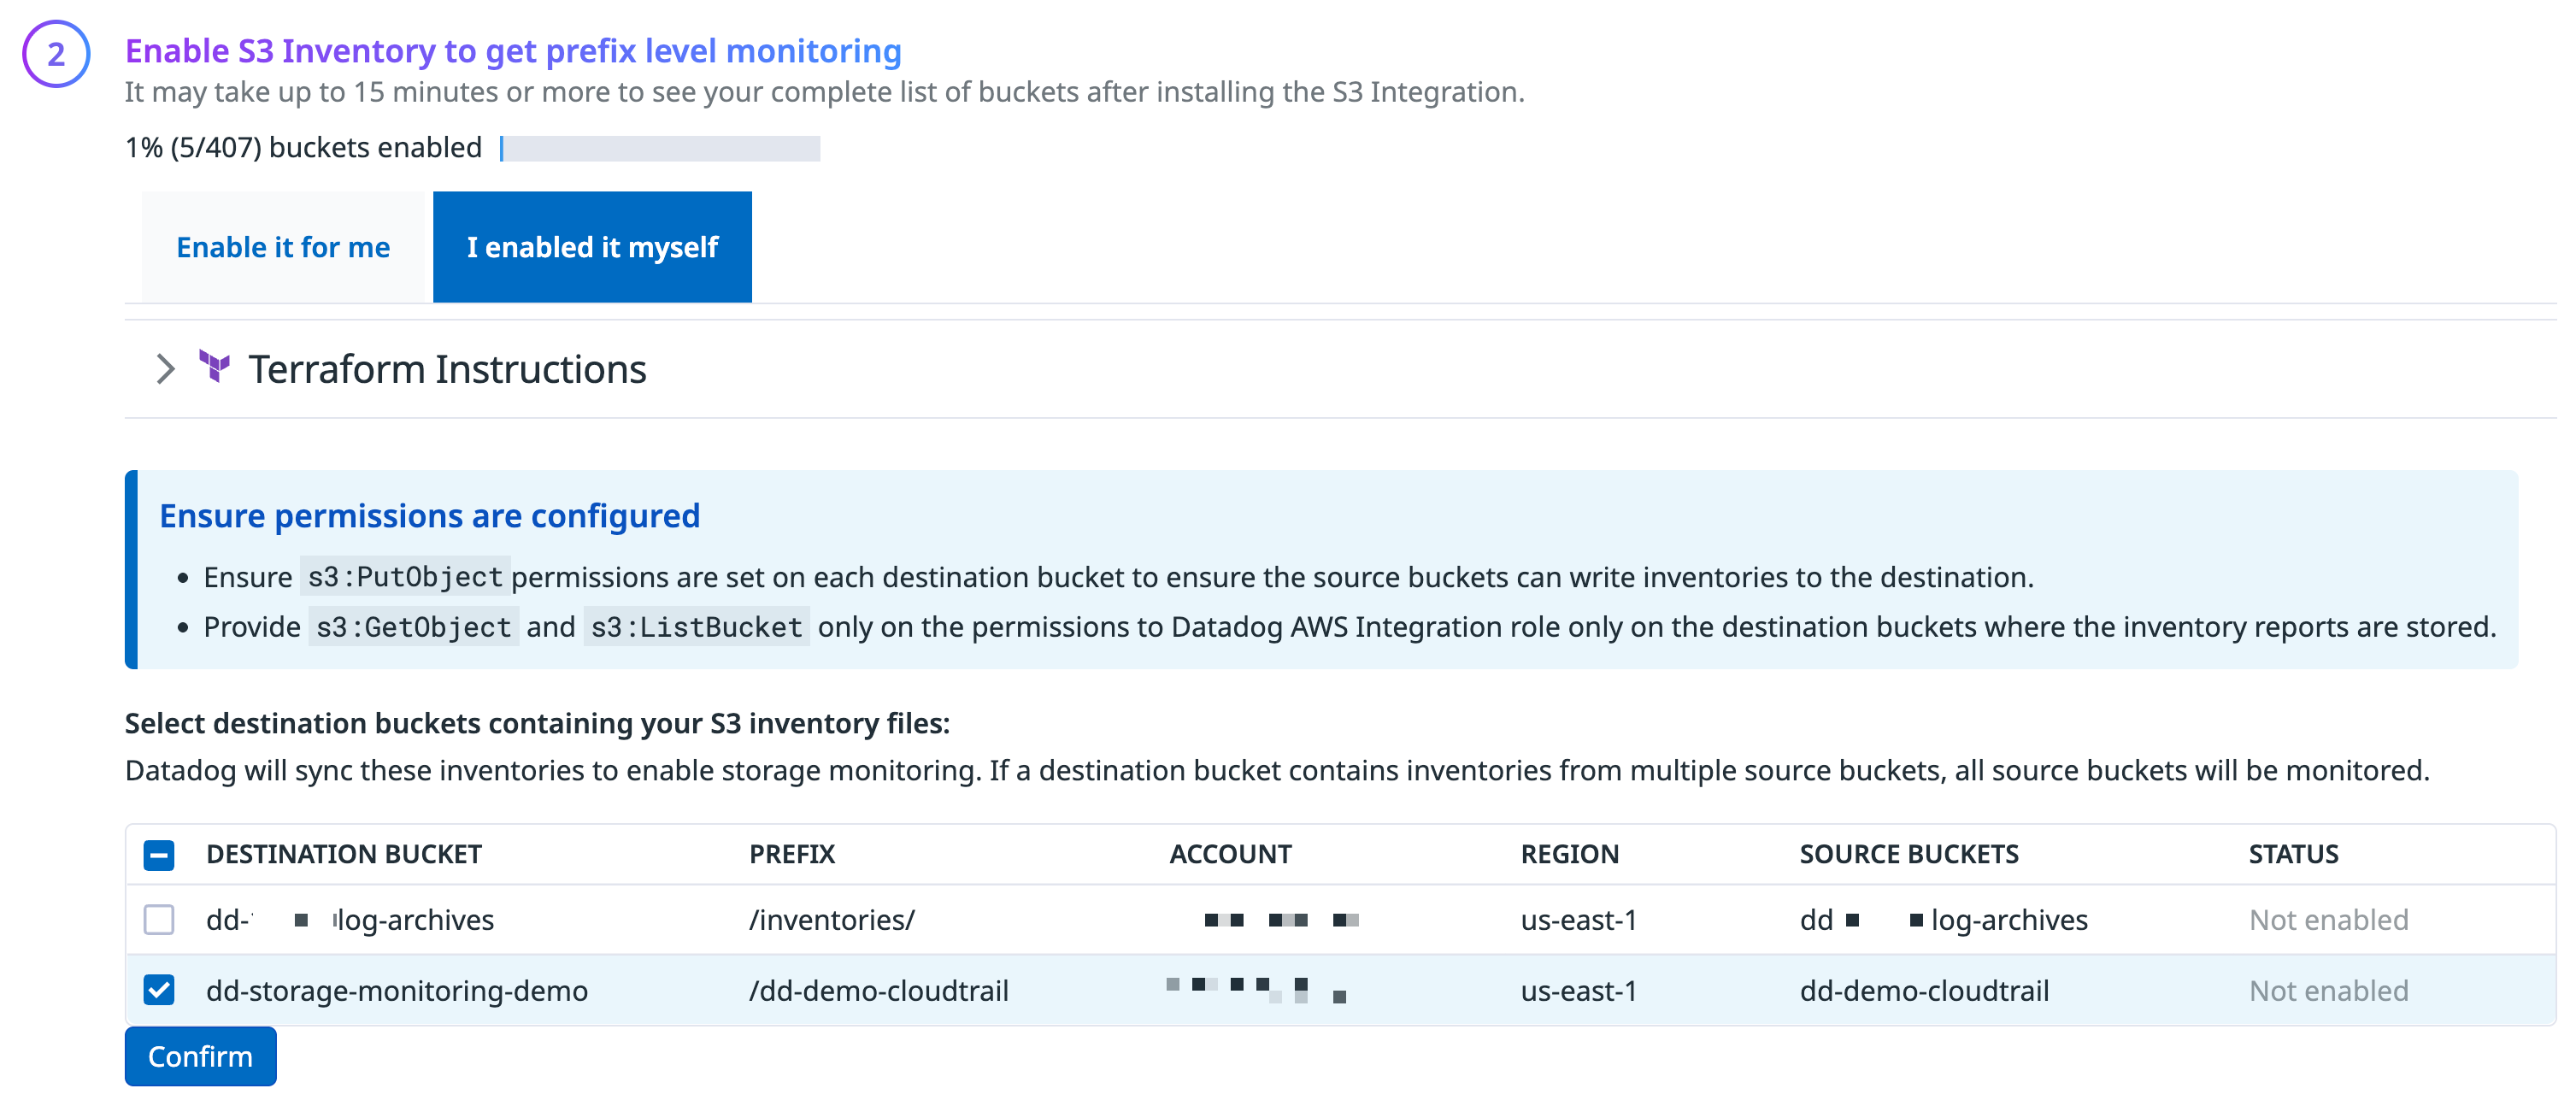 2
Enable S3 Inventory to get prefix level monitoring
It may take up to 15 minutes or more to see your complete list of buckets after installing the S3 Integration.
1% (5/407) buckets enabled
Enable it for me
I enabled it myself
Terraform Instructions
Ensure permissions are configured
• Ensure s3:PutObject permissions are set on each destination bucket to ensure the source buckets can write inventories to the destination.
• Provide s3:GetObject and s3:ListBucket only on the permissions to Datadog AWS Integration role only on the destination buckets where the inventory reports are stored.
Select destination buckets containing your S3 inventory files:
Datadog will sync these inventories to enable storage monitoring. If a destination bucket contains inventories from multiple source buckets, all source buckets will be monitored.
DESTINATION BUCKET PREFIX ACCOUNT REGION SOURCE BUCKETS STATUS
dd- log-archives /inventories/ us-east-1 dd log-archives Not enabled
dd-storage-monitoring-demo /dd-demo-cloudtrail us-east-1 dd-demo-cloudtrail Not enabled
Confirm